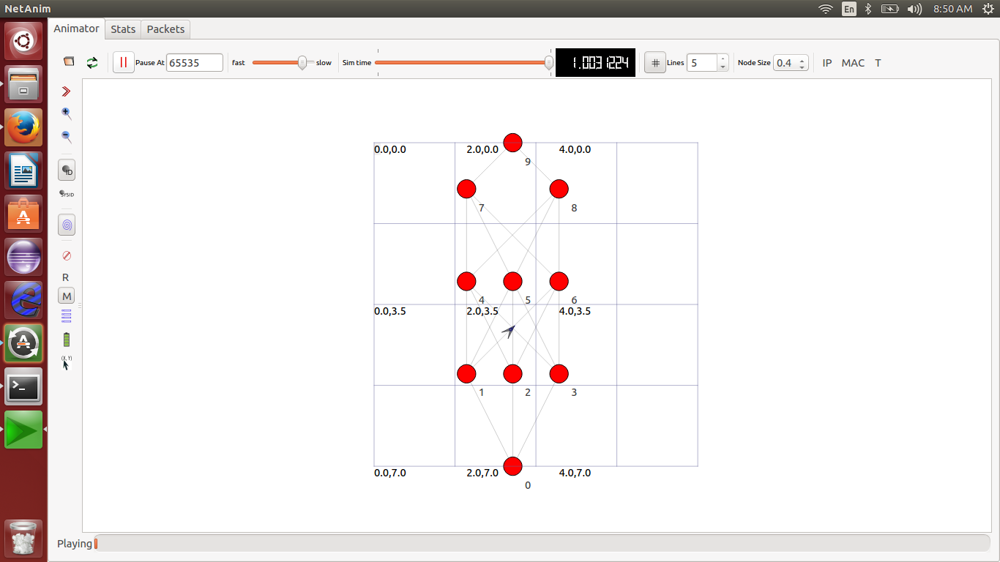 NetAnim
En
8:50 AM
Animator Stats Packets
Pause At 65535 fast slow Sim time 1.0031224 # Lines 5 Node Size 0.4 IP MAC T
ID
SYSID
R
M
(X, Y)
9
0.0,0.0 2.0,0.0 4.0,0.0
7 8
4 5 6
0.0,3.5 2.0,3.5 4.0,3.5
1 2 3
0.0,7.0 2.0,7.0 4.0,7.0
0
Playing